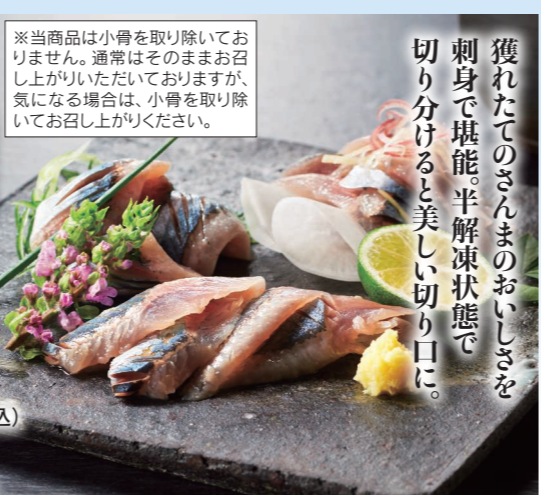 ※当商品は小骨を取り除いてお
りません。通常はそのままお召
し上がりいただいておりますが、
気になる場合は、小骨を取り除
いてお召し上がりください。
獲れたてのさんまのおいしさを
刺身で堪能。半解凍状態で
切り分けると美しい切り口に。
込)